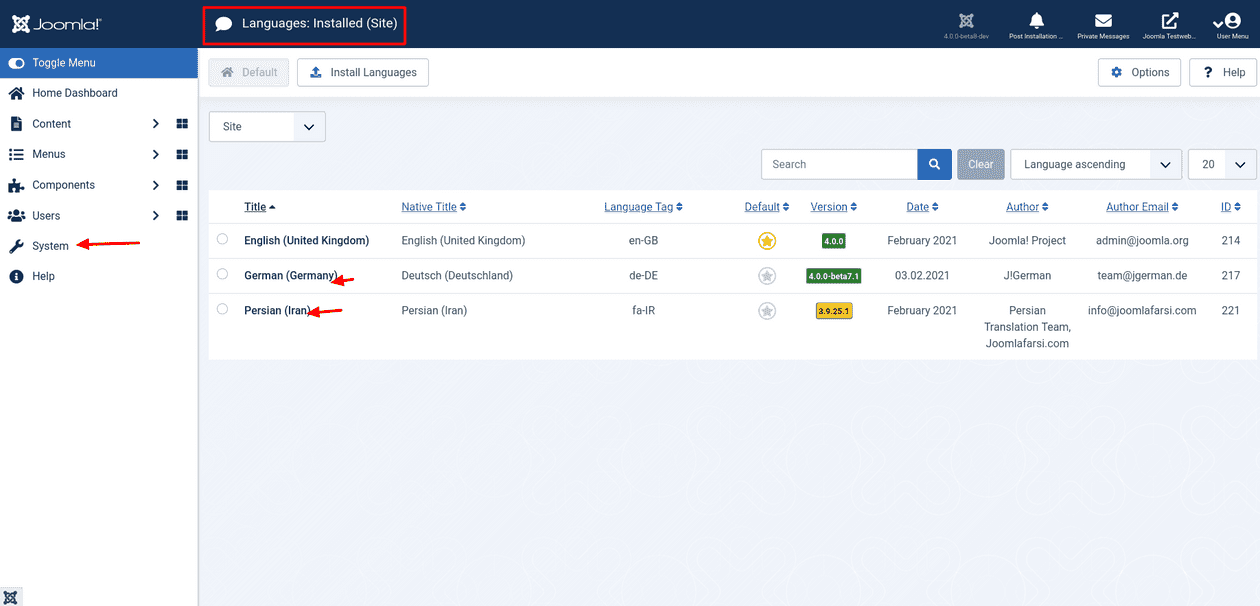 Joomla!
Languages: Installed (Site)
4.0.0-beta8-dev
Post Installation ...
Private Messages
Joomla Testweb...
User Menu
Toggle Menu
Home Dashboard
Content
Menus
Components
Users
System
Help
Default
Install Languages
Options
? Help
Site
Search
Clear
Language ascending
20
Title Native Title Language Tag Default Version Date Author Author Email ID
English (United Kingdom) English (United Kingdom) en-GB 4.0.0 February 2021 Joomla! Project admin@joomla.org 214
German (Germany) Deutsch (Deutschland) de-DE 4.0.0-beta7.1 03.02.2021 J!German team@jgerman.de 217
Persian (Iran) Persian (Iran) fa-IR 3.9.25.1 February 2021 Persian info@joomlafarsi.com 221
Translation Team,
Joomlafarsi.com